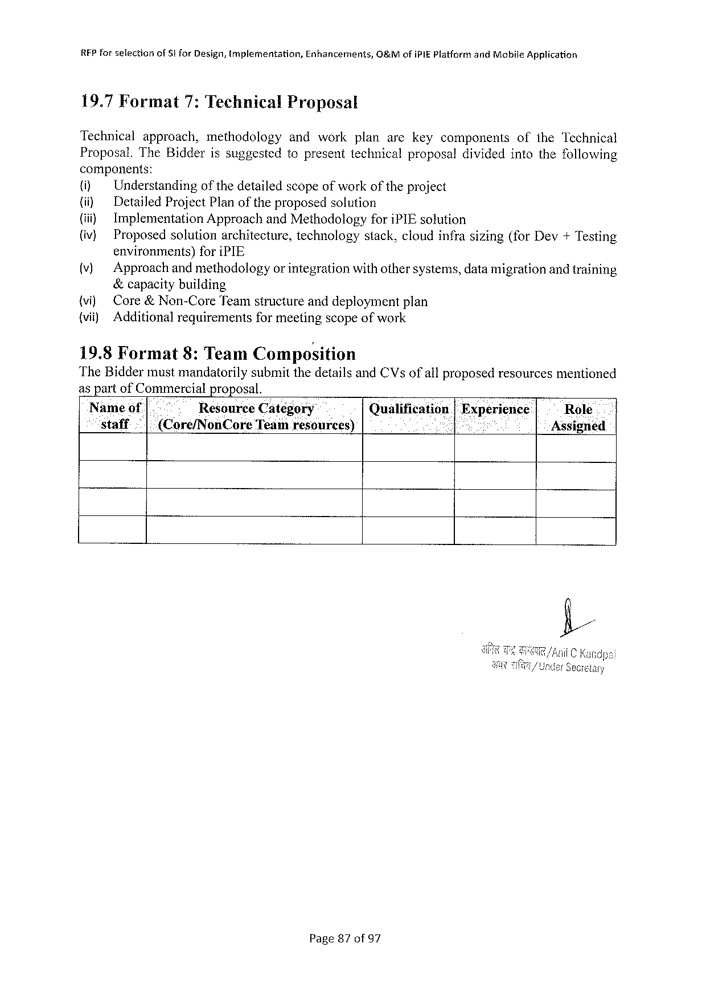 RFP for selection of SI for Design, Implementation, Enhancements, O&M of iPIE Platform and Mobile Application
19.7 Format 7: Technical Proposal
Technical approach, methodology and work plan are key components of the Technical
Proposal. The Bidder is suggested to present technical proposal divided into the following
components:
(i) Understanding of the detailed scope of work of the project
(ii) Detailed Project Plan of the proposed solution
(iii) Implementation Approach and Methodology for iPIE solution
(iv) Proposed solution architecture, technology stack, cloud infra sizing (for Dev + Testing
environments) for iPIE
(v) Approach and methodology or integration with other systems, data migration and training
& capacity building
(vi) Core & Non-Core Team structure and deployment plan
(vii) Additional requirements for meeting scope of work
19.8 Format 8: Team Composition
The Bidder must mandatorily submit the details and CVs of all proposed resources mentioned
as part of Commercial proposal.
Name of Resource Category Qualification Experience Role
staff (Core/NonCore Team resources) Assigned
अनिल चन्द्र काण्डपाल/Anil C Kandpal
अवर सचिव/Under Secretary
Page 87 of 97